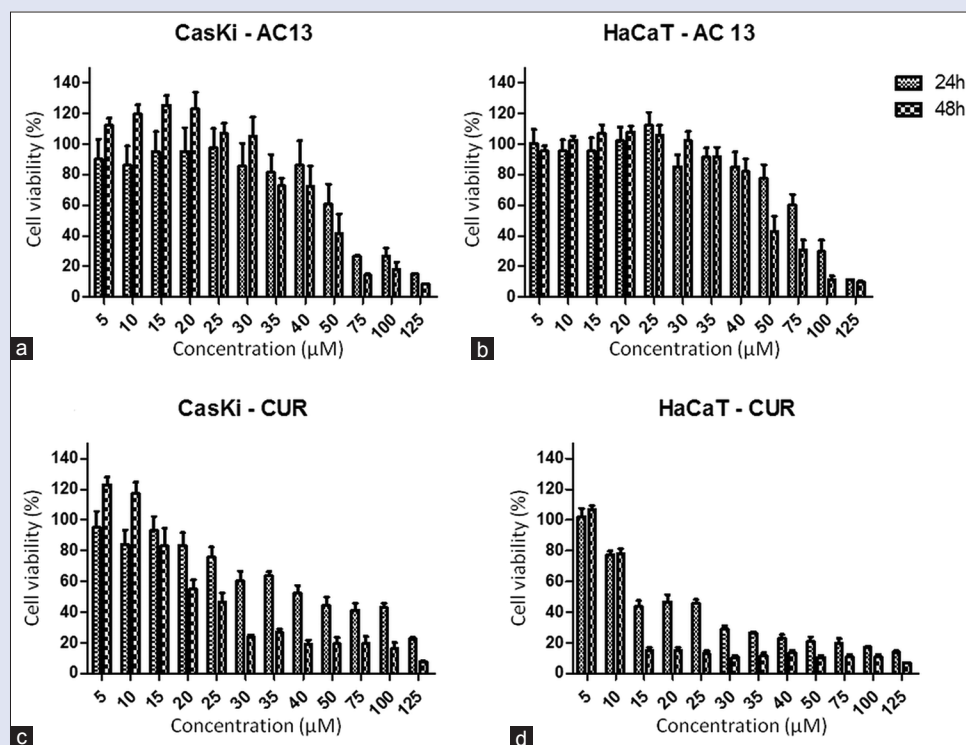 CasKi - AC13
Cell viability (%)
140
120
100
80
60
40
20
0
5 10 15 20 25 30 35 40 50 75 100 125
Concentration (µM)
a
HaCaT - AC 13
Cell viability (%)
140
120
100
80
60
40
20
0
5 10 15 20 25 30 35 40 50 75 100 125
Concentration (µM)
b
24h
48h
CasKi - CUR
Cell viability (%)
140
120
100
80
60
40
20
0
5 10 15 20 25 30 35 40 50 75 100 125
Concentration (µM)
c
HaCaT - CUR
Cell viability (%)
140
120
100
80
60
40
20
0
5 10 15 20 25 30 35 40 50 75 100 125
Concentration (µM)
d